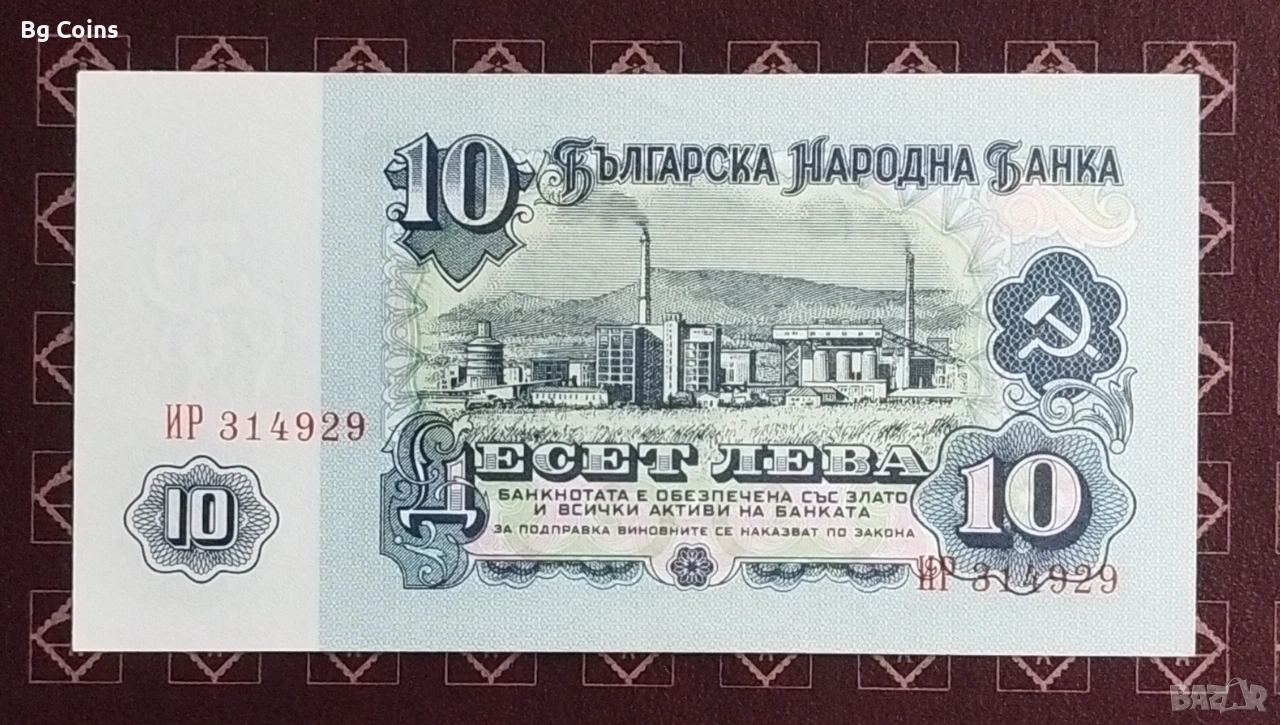 Bg Coins
10 Българска Народна Банка
ИР 314929
Десет лева
БАНКНОТАТА Е ОБЕЗПЕЧЕНА СЪС ЗЛАТО
И ВСИЧКИ АКТИВИ НА БАНКАТА
ЗА ПОДПРАВКА ВИНОВНИТЕ СЕ НАКАЗВАТ ПО ЗАКОНА
10
10
ИР 314929
BAZAR